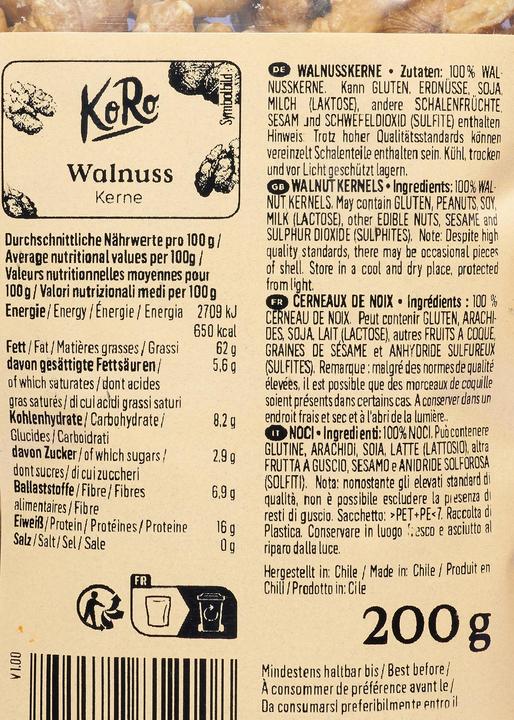 KoRo
Symbolbild
Walnuss
Kerne
Durchschnittliche Nährwerte pro 100 g /
Average nutritional values per 100g /
Valeurs nutritionnelles moyennes pour
100 g / Valori nutrizionali medi per 100 g
Energie / Energy / Énergie / Energia 2709 kJ
650 kcal
Fett / Fat / Matières grasses / Grassi 62 g
davon gesättigte Fettsäuren / 5,6 g
of which saturates / dont acides
gras saturés / di cui acidi grassi saturi
Kohlenhydrate / Carbohydrate / 8,2 g
Glucides / Carboidrati
davon Zucker / of which sugars / 2,9 g
dont sucres / di cui zuccheri
Ballaststoffe / Fibre / Fibres 6,9 g
alimentaires / Fibre
Eiweiß / Protein / Protéines / Proteine 16 g
Salz / Salt / Sel / Sale 0 g
FR
V 1.00
DE WALNUSSKERNE • Zutaten: 100% WAL-
NUSSKERNE. Kann GLUTEN, ERDNÜSSE, SOJA,
MILCH (LAKTOSE), andere SCHALENFRÜCHTE,
SESAM und SCHWEFELDIOXID (SULFITE) enthalten
Hinweis: Trotz hoher Qualitätsstandards können
vereinzelt Schalenteile enthalten sein. Kühl, trocken
und vor Licht geschützt lagern.
GB WALNUT KERNELS • Ingredients: 100% WAL-
NUT KERNELS. May contain GLUTEN, PEANUTS, SOY,
MILK (LACTOSE), other EDIBLE NUTS, SESAME and
SULPHUR DIOXIDE (SULPHITES). Note: Despite high
quality standards, there may be occasional pieces
of shell. Store in a cool and dry place, protected
from light.
FR CERNEAUX DE NOIX • Ingrédients : 100 %
CERNEAU DE NOIX. Peut contenir GLUTEN, ARACHI-
DES, SOJA, LAIT (LACTOSE), autres FRUITS A COQUE,
GRAINES DE SÉSAME et ANHYDRIDE SULFUREUX
(SULFITES). Remarque : malgré des normes de qualité
élevées, il est possible que des morceaux de coquille
soient présents dans certains cas. A conserver dans un
endroit frais et sec et à l'abri de la lumière.
IT NOCI • Ingredienti: 100% NOCI. Può contenere
GLUTINE, ARACHIDI, SOIA, LATTE (LATTOSIO), altra
FRUTTA A GUSCIO, SESAMO e ANIDRIDE SOLFOROSA
(SOLFITI). Nota: nonostante gli elevati standard di
qualità, non è possibile escludere la presenza di
resti di guscio. Sacchetto: >PET+PE<7. Raccolta di
Plastica. Conservare in luogo fresco e asciutto al
riparo dalla luce.
Hergestellt in: Chile / Made in: Chile / Produit en
Chili / Prodotto in: Cile
200 g
Mindestens haltbar bis / Best before /
À consommer de préférence avant le /
Da consumarsi preferibilmente entro il